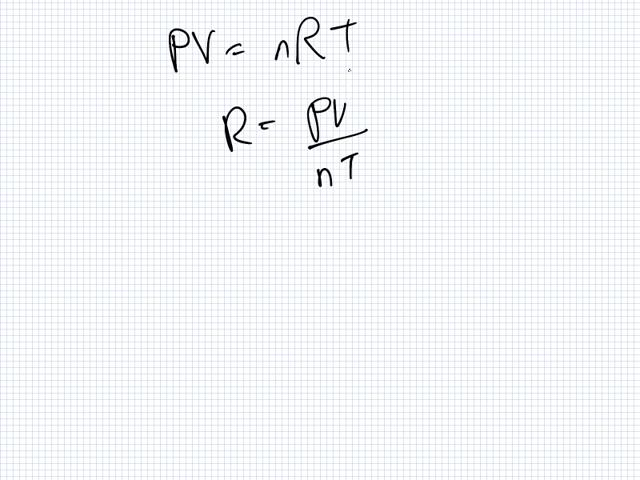 PV = nRT
R = PV / nT